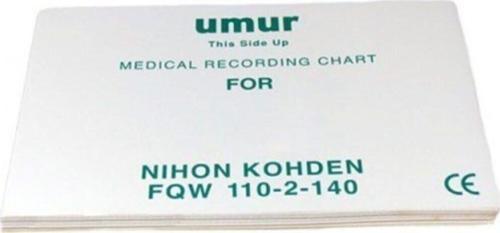 umur
This Side Up
MEDICAL RECORDING CHART
FOR
NIHON KOHDEN
FQW 110-2-140
CE